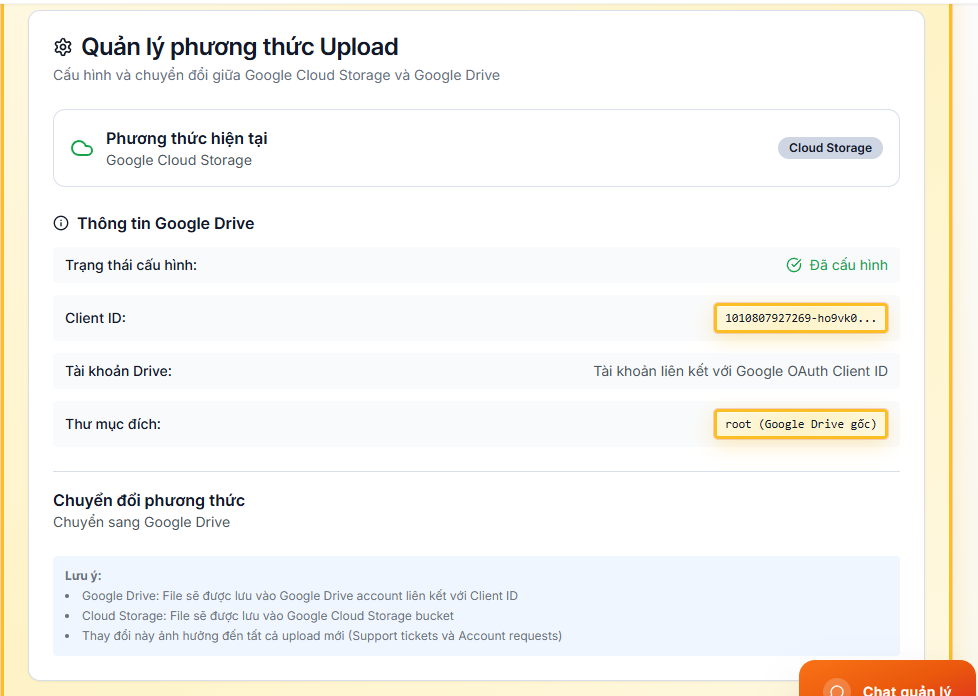 Quản lý phương thức Upload
Cấu hình và chuyển đổi giữa Google Cloud Storage và Google Drive
Phương thức hiện tại
Google Cloud Storage
Cloud Storage
Thông tin Google Drive
Trạng thái cấu hình:
Đã cấu hình
Client ID:
1010807927269-ho9vk0...
Tài khoản Drive:
Tài khoản liên kết với Google OAuth Client ID
Thư mục đích:
root (Google Drive gốc)
Chuyển đổi phương thức
Chuyển sang Google Drive
Lưu ý:
• Google Drive: File sẽ được lưu vào Google Drive account liên kết với Client ID
• Cloud Storage: File sẽ được lưu vào Google Cloud Storage bucket
• Thay đổi này ảnh hưởng đến tất cả upload mới (Support tickets và Account requests)
Chat quản lý